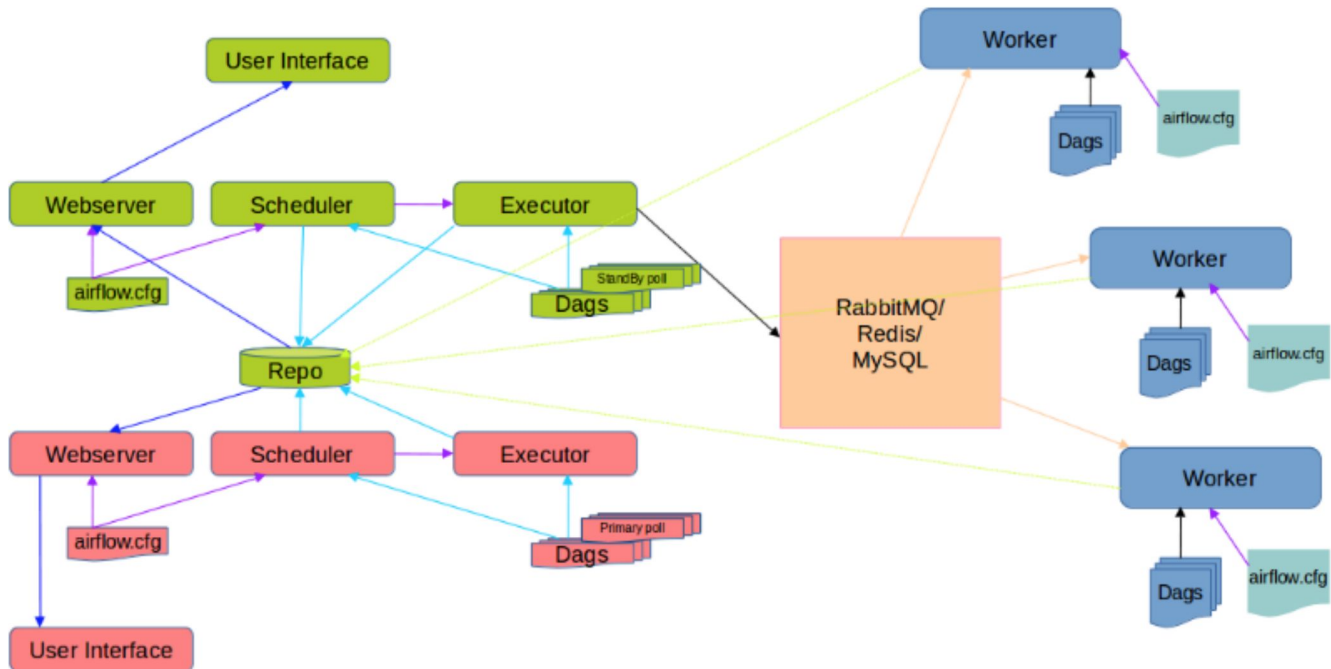 User Interface
Webserver
Scheduler
Executor
airflow.cfg
StandBy poll
Dags
Repo
Webserver
Scheduler
Executor
airflow.cfg
Primary poll
Dags
User Interface
RabbitMQ/
Redis/
MySQL
Worker
Dags
airflow.cfg
Worker
Dags
airflow.cfg
Worker
Dags
airflow.cfg